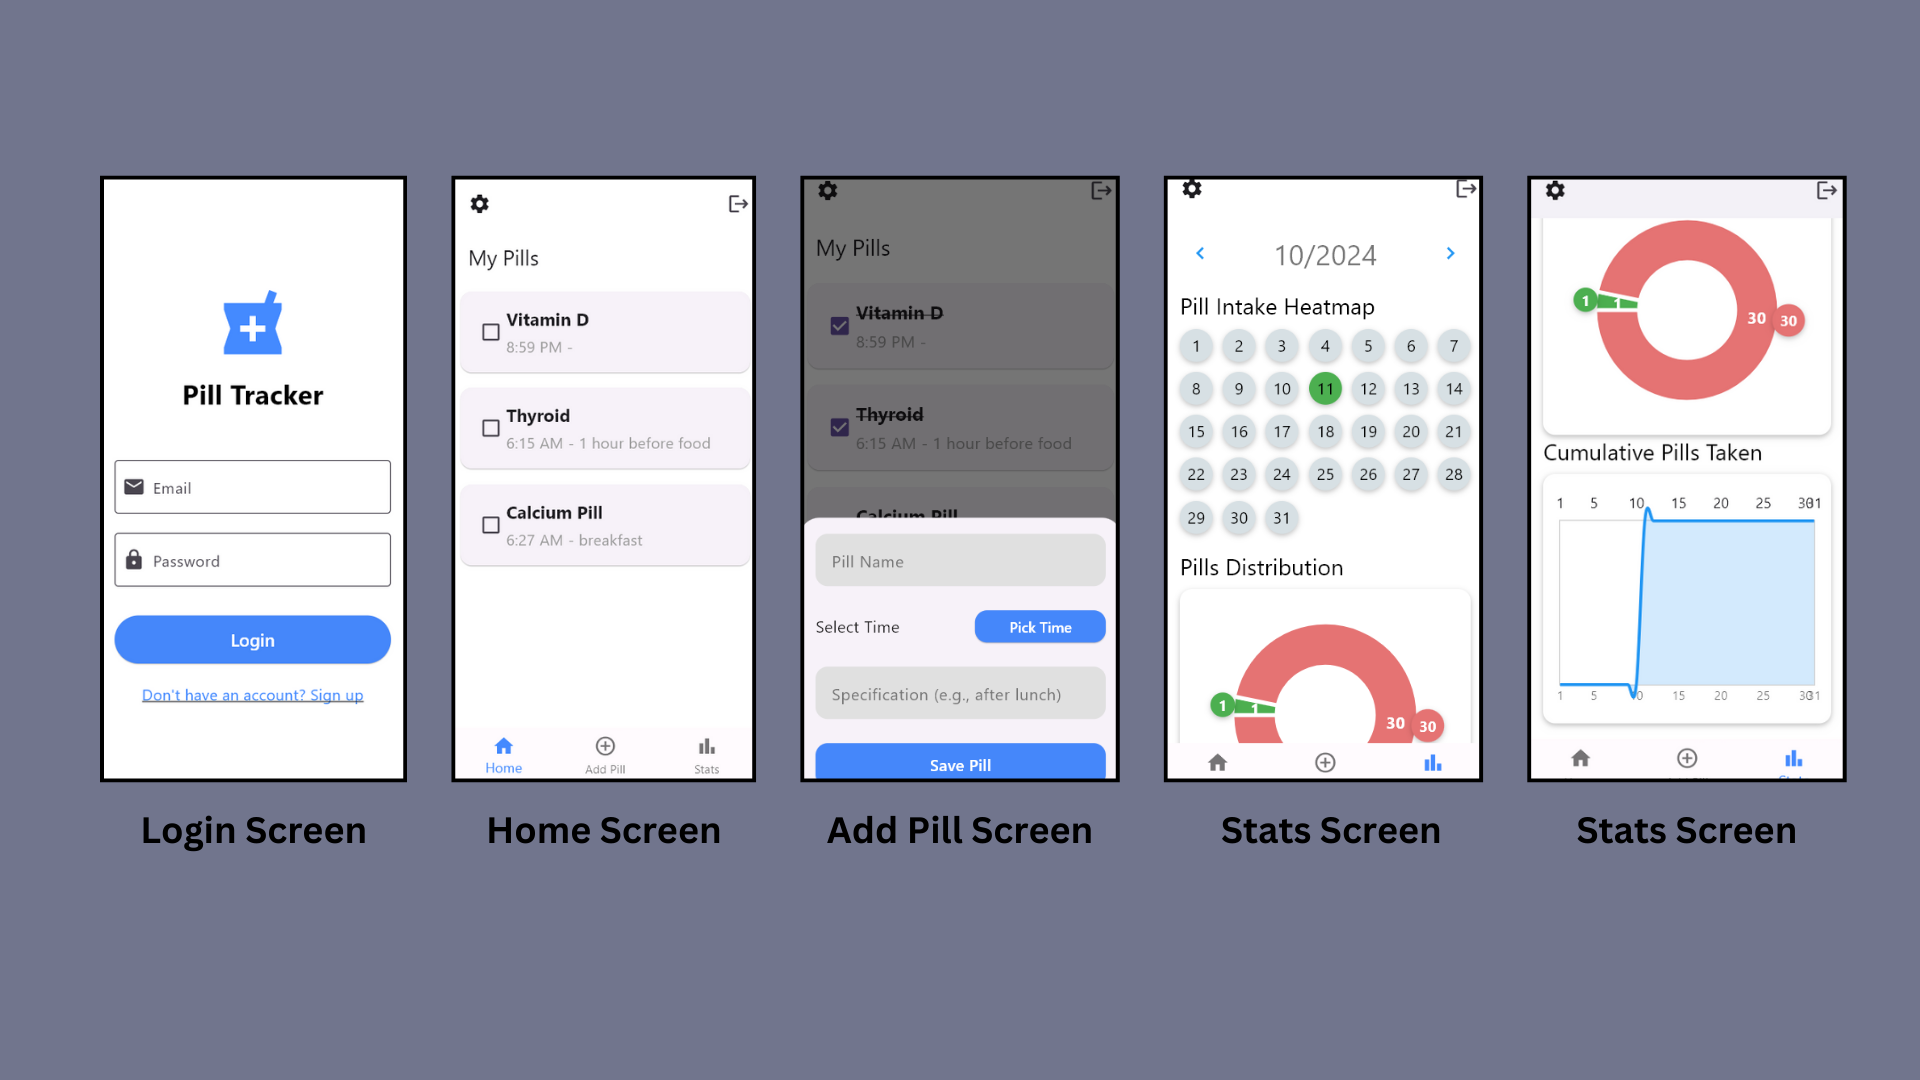 Pill Tracker
Email
Password
Login
Don't have an account? Sign up
Login Screen
My Pills
Vitamin D
8:59 PM -
Thyroid
6:15 AM - 1 hour before food
Calcium Pill
6:27 AM - breakfast
Home
Add Pill
Stats
Home Screen
My Pills
Vitamin D
8:59 PM -
Thyroid
6:15 AM - 1 hour before food
Calcium Pill
Pill Name
Select Time
Pick Time
Specification (e.g., after lunch)
Save Pill
Add Pill Screen
10/2024
Pill Intake Heatmap
1 2 3 4 5 6 7
8 9 10 11 12 13 14
15 16 17 18 19 20 21
22 23 24 25 26 27 28
29 30 31
Pills Distribution
1 1 30 30
Stats Screen
1 1 30 30
Cumulative Pills Taken
1 5 10 15 20 25 30 31
1 5 10 15 20 25 30 31
Stats Screen